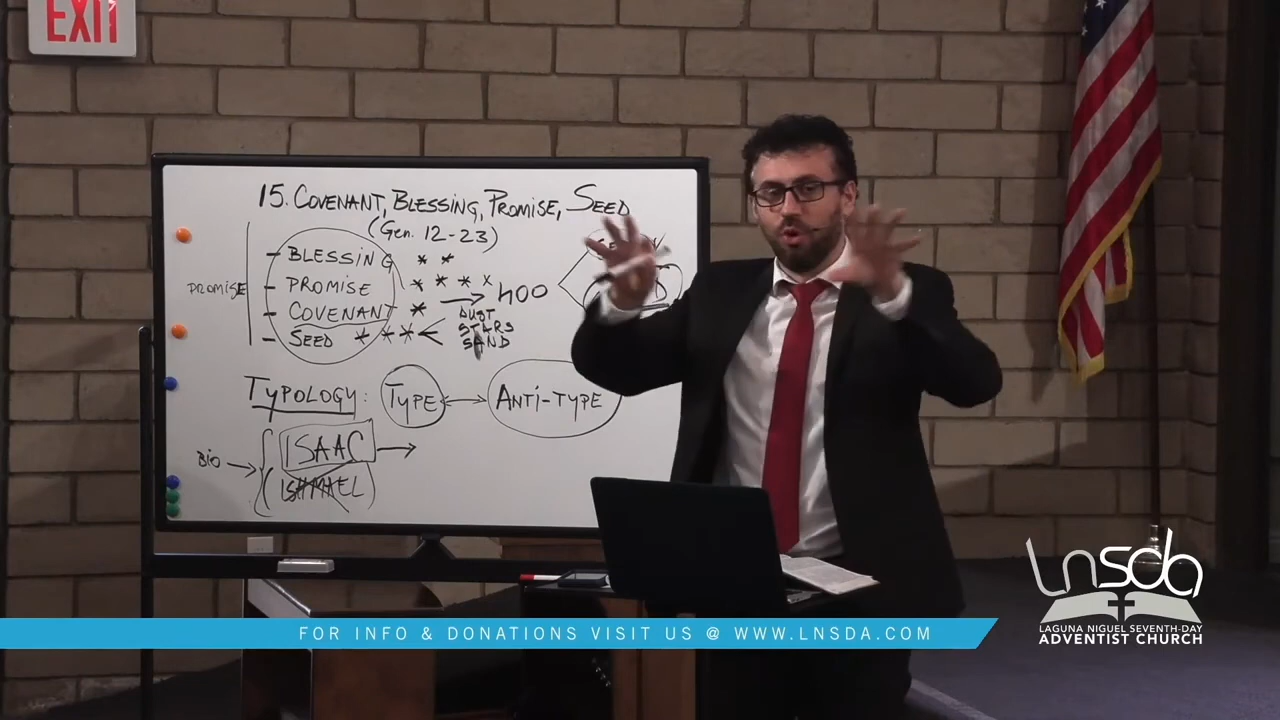 EXIT
15. COVENANT, BLESSING, PROMISE, SEED
(Gen. 12-23)
- BLESSING * *
PROMISE - PROMISE * * * x
- COVENANT * → 400
- SEED * * * < DUST
STARS
SAND
TYPOLOGY: TYPE ↔ ANTI-TYPE
BIO → { ISAAC →
(ISHMAEL)
FOR INFO & DONATIONS VISIT US @ WWW.LNSDA.COM
Lnsda
LAGUNA NIGUEL SEVENTH-DAY
ADVENTIST CHURCH